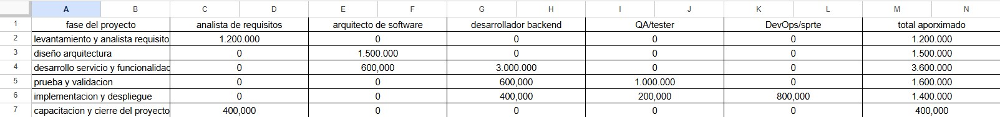 A B C D E F G H I J K L M N
1 fase del proyecto analista de requisitos arquitecto de software desarrollador backend QA/tester DevOps/sprte total aporximado
2 levantamiento y analista requisito 1.200.000 0 0 0 0 1.200.000
3 diseño arquitectura 0 1.500.000 0 0 0 1.500.000
4 desarrollo servicio y funcionalidac 0 600,000 3.000.000 0 0 3.600.000
5 prueba y validacion 0 0 600,000 1.000.000 0 1.600.000
6 implementacion y despliegue 0 0 400,000 200,000 800,000 1.400.000
7 capacitacion y cierre del proyecto 400,000 0 0 0 0 400,000